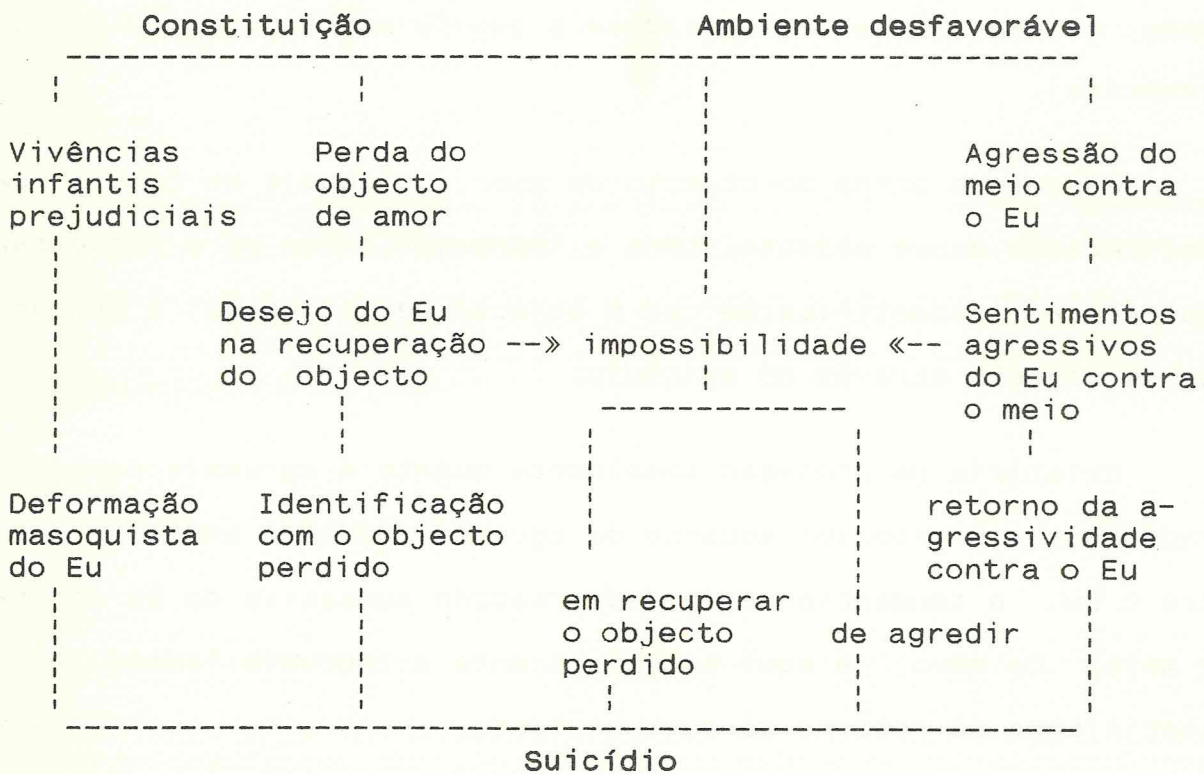 Constituição Ambiente desfavorável
Vivências Perda do Agressão do
infantis objecto meio contra
prejudiciais de amor o Eu
Desejo do Eu Sentimentos
na recuperação --» impossibilidade «-- agressivos
do objecto do Eu contra
o meio
Deformação Identificação retorno da a-
masoquista com o objecto gressividade
do Eu perdido contra o Eu
em recuperar
o objecto de agredir
perdido
Suicídio